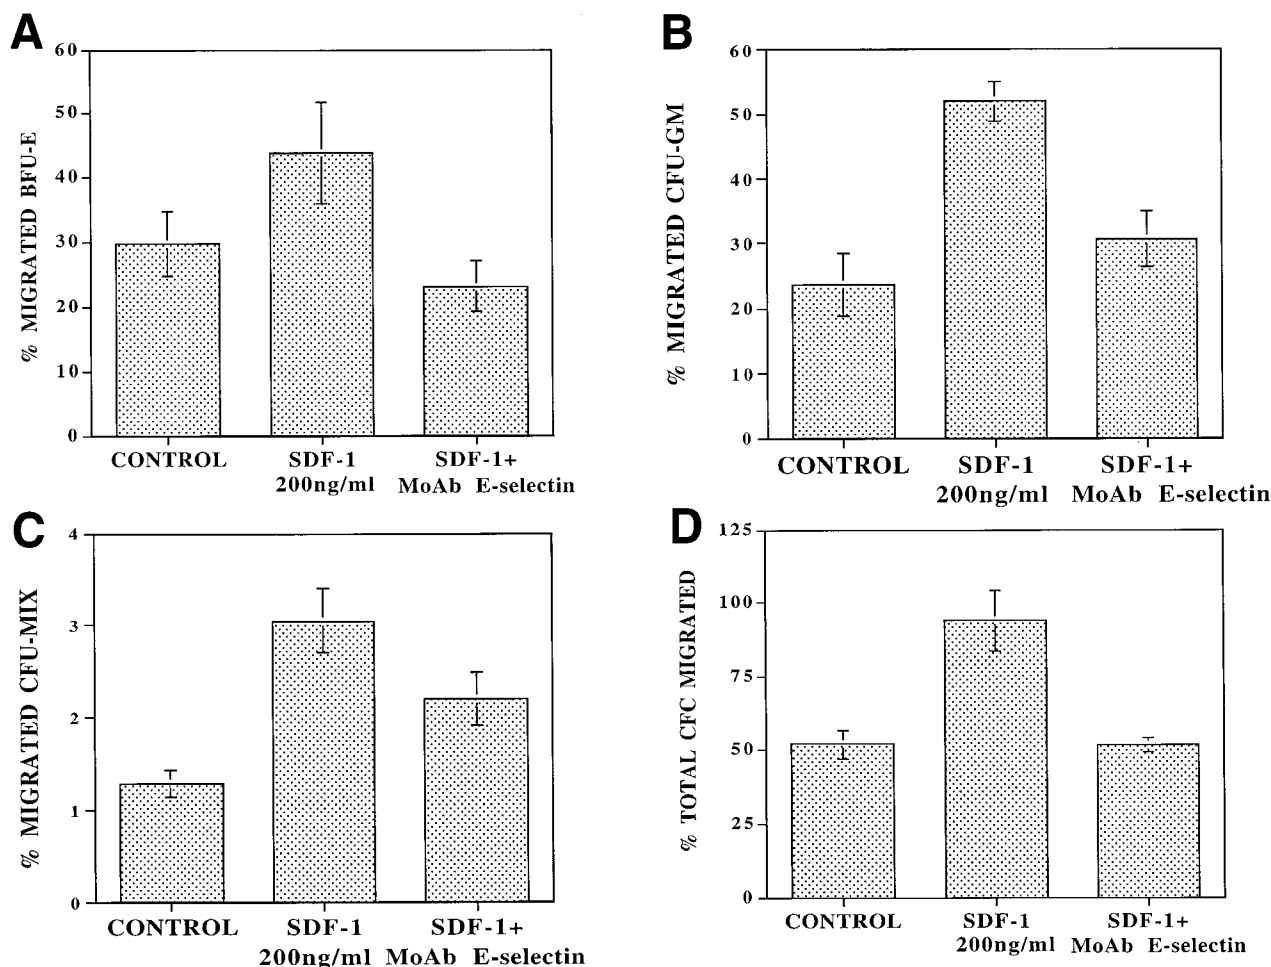 A
% MIGRATED BFU-E
60
50
40
30
20
10
0
CONTROL
SDF-1
200ng/ml
SDF-1+
MoAb E-selectin
B
% MIGRATED CFU-GM
60
50
40
30
20
10
0
CONTROL
SDF-1
200ng/ml
SDF-1+
MoAb E-selectin
C
% MIGRATED CFU-MIX
4
3
2
1
0
CONTROL
SDF-1
200ng/ml
SDF-1+
MoAb E-selectin
D
% TOTAL CFC MIGRATED
125
100
75
50
25
0
CONTROL
SDF-1
200ng/ml
SDF-1+
MoAb E-selectin